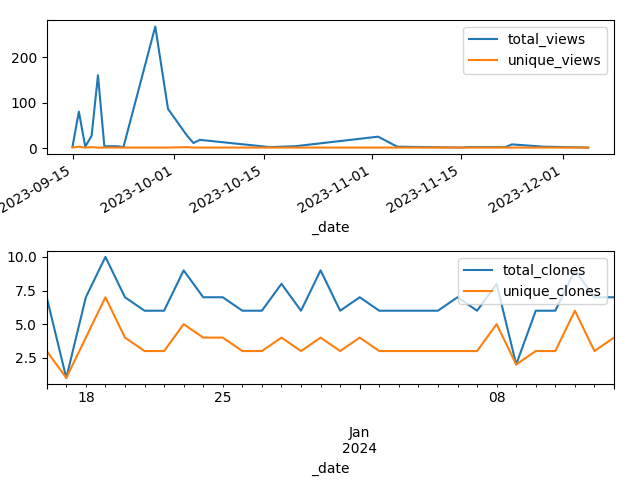 total_views
unique_views
200
100
0
2023-09-15
2023-10-01
2023-10-15
2023-11-01
2023-11-15
2023-12-01
_date
total_clones
unique_clones
10.0
7.5
5.0
2.5
18
25
08
Jan
2024
_date